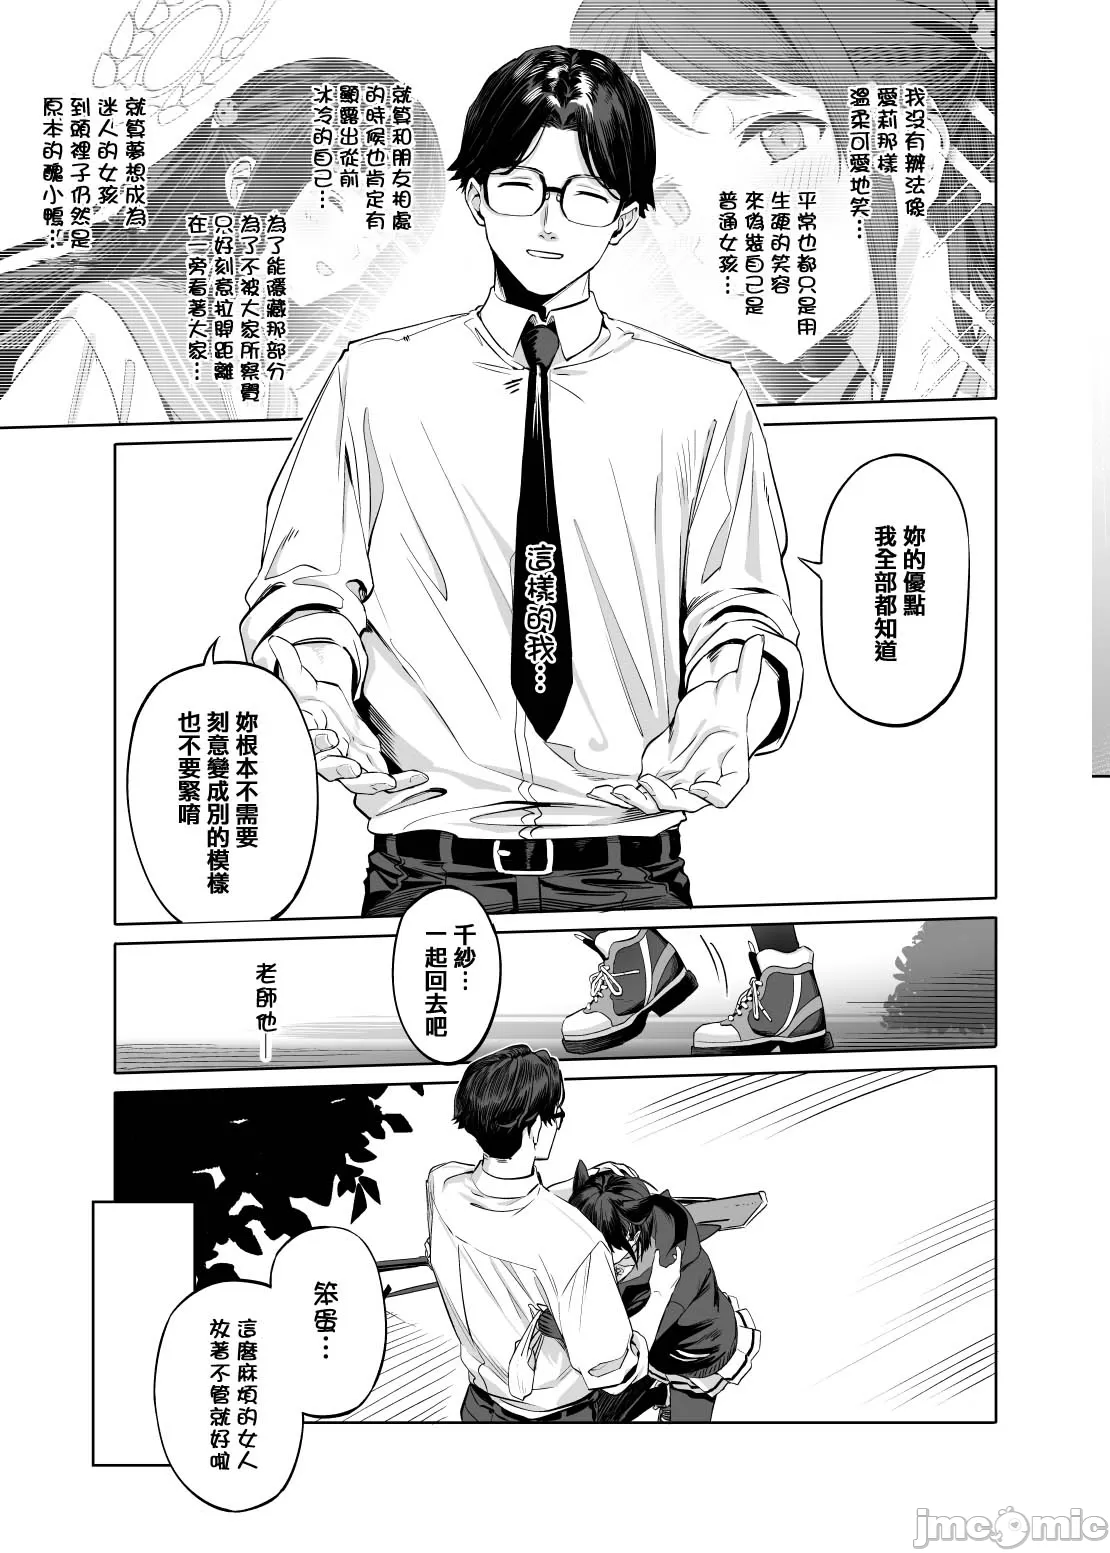 我沒有辦法像
愛莉那樣
溫柔可愛地笑…
平常也都只是用
生硬的笑容
來偽裝自己是
普通女孩…
就算和朋友相處
的時候也肯定有
顯露出從前
冰冷的自己…
為了能隱藏那部分
為了不被大家所察覺
只好刻意拉開距離
在一旁看著大家…
就算夢想成為
迷人的女孩
到頭裡子仍然是
原本的醜小鴨…
這樣的我…
妳的優點
我全部都知道
妳根本不需要
刻意變成別的模樣
也不要緊唷
千紗…
一起回去吧
老師他—
笨蛋…
這麼麻煩的女人
放著不管就好啦
jmcomic